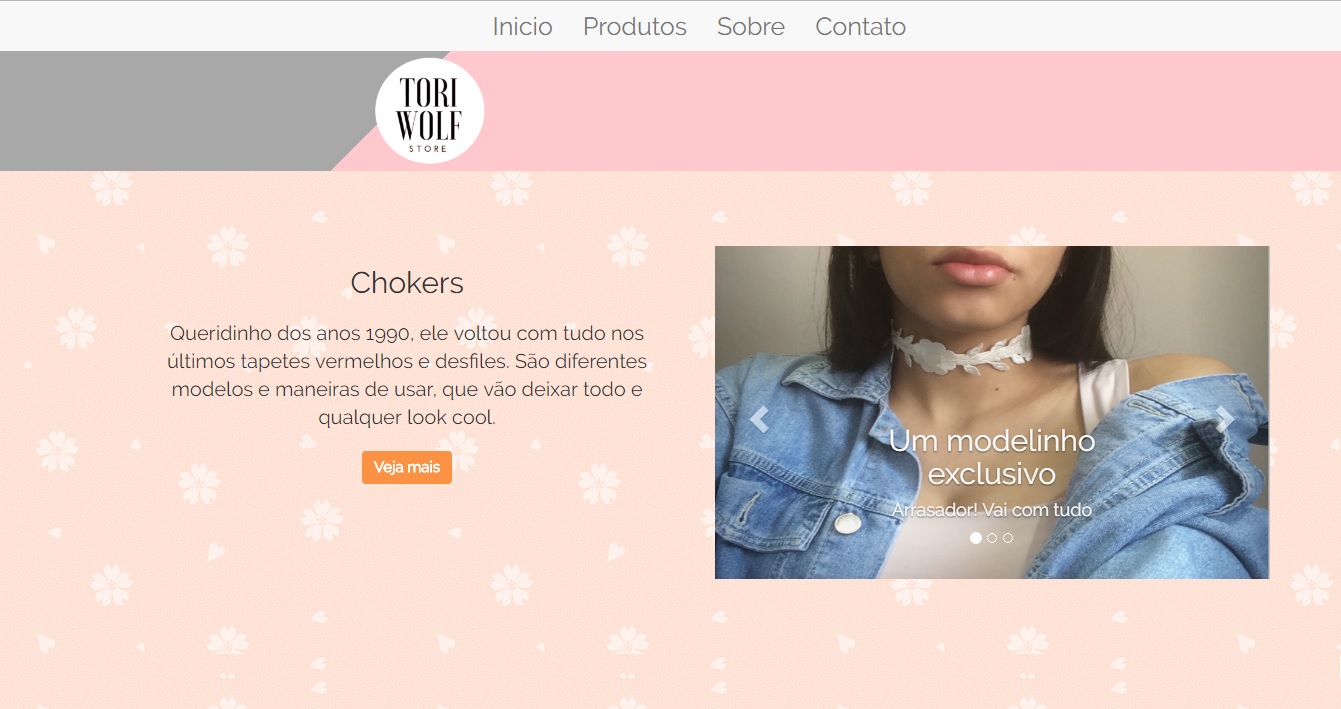 Inicio Produtos Sobre Contato
TORI
WOLF
STORE
Chokers
Queridinho dos anos 1990, ele voltou com tudo nos
últimos tapetes vermelhos e desfiles. São diferentes
modelos e maneiras de usar, que vão deixar todo e
qualquer look cool.
Veja mais
Um modelinho
exclusivo
Arrasador! Vai com tudo